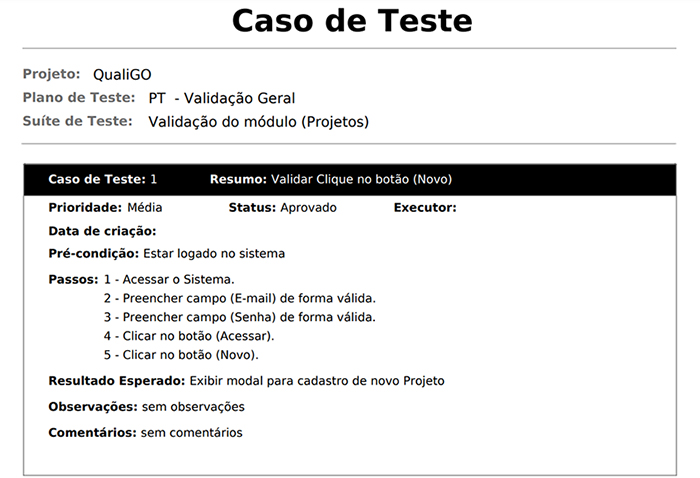 Caso de Teste
Projeto: QualiGO
Plano de Teste: PT - Validação Geral
Suíte de Teste: Validação do módulo (Projetos)
Caso de Teste: 1 Resumo: Validar Clique no botão (Novo)
Prioridade: Média Status: Aprovado Executor:
Data de criação:
Pré-condição: Estar logado no sistema
Passos: 1 - Acessar o Sistema.
2 - Preencher campo (E-mail) de forma válida.
3 - Preencher campo (Senha) de forma válida.
4 - Clicar no botão (Acessar).
5 - Clicar no botão (Novo).
Resultado Esperado: Exibir modal para cadastro de novo Projeto
Observações: sem observações
Comentários: sem comentários